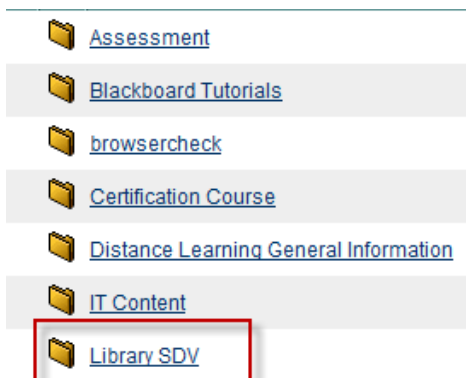 Assessment
Blackboard Tutorials
browsercheck
Certification Course
Distance Learning General Information
IT Content
Library SDV